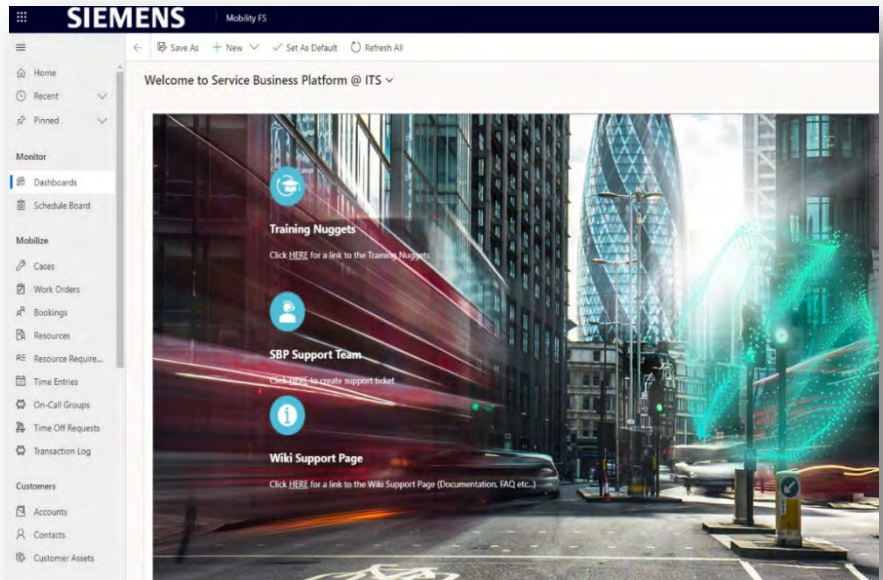 SIEMENS
Mobility FS
Save As
New
Set As Default
Refresh All
Home
Recent
Pinned
Monitor
Dashboards
Schedule Board
Mobilize
Cases
Work Orders
Bookings
Resources
Resource Require...
Time Entries
On-Call Groups
Time Off Requests
Transaction Log
Customers
Accounts
Contacts
Customer Assets
Welcome to Service Business Platform @ ITS
Training Nuggets
Click HERE for a link to the Training Nuggets
SBP Support Team
Click HERE to create support ticket
Wiki Support Page
Click HERE for a link to the Wiki Support Page (Documentation, FAQ etc...)